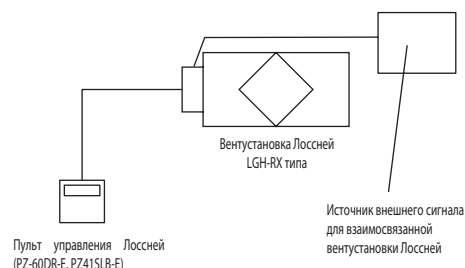 Вентустановка Лоссней
LGH-RX типа
Источник внешнего сигнала
для взаимосвязанной
вентустановки Лоссней
Пульт управления Лоссней
(PZ-60DR-E, PZ41SLB-E)